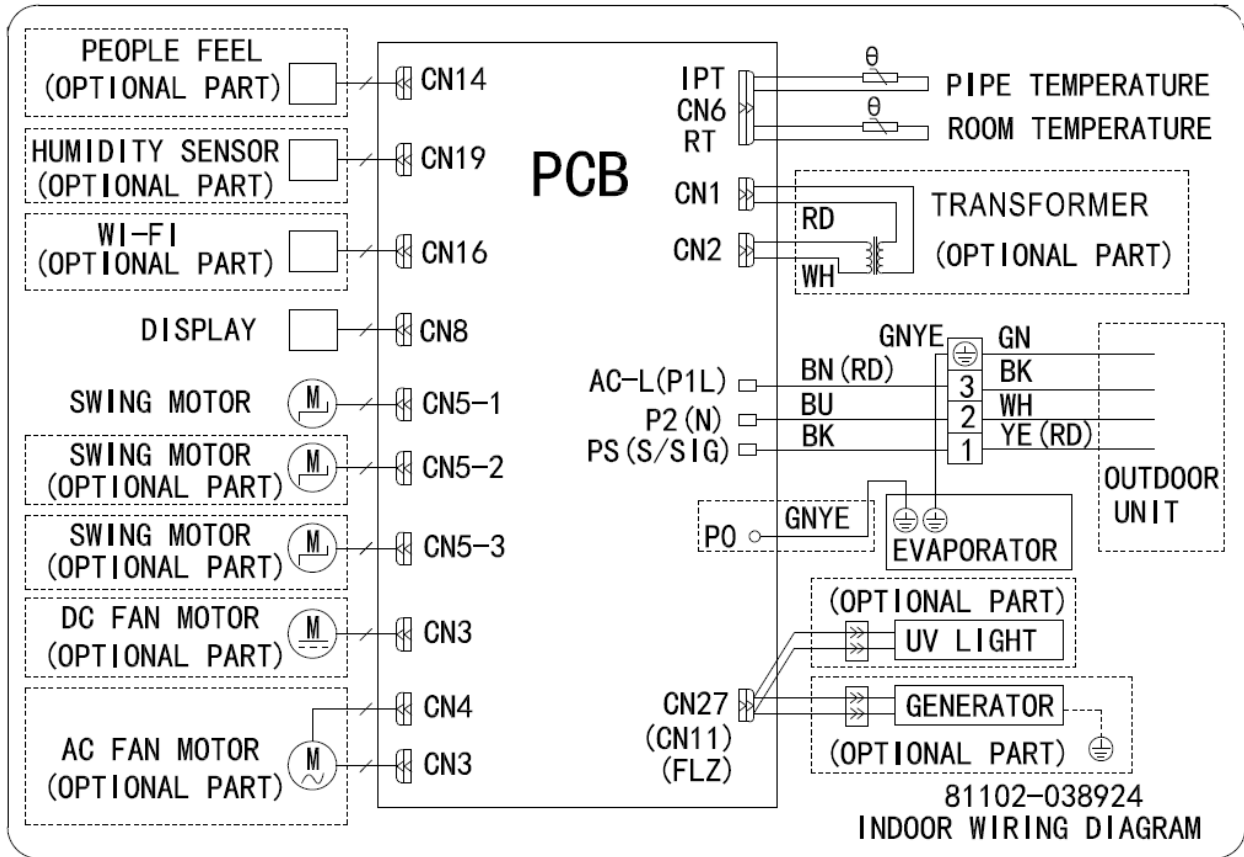 PEOPLE FEEL
(OPTIONAL PART)
CN14
HUMIDITY SENSOR
(OPTIONAL PART)
CN19
WI-FI
(OPTIONAL PART)
CN16
DISPLAY
CN8
SWING MOTOR
M
CN5-1
SWING MOTOR
(OPTIONAL PART)
M
CN5-2
SWING MOTOR
(OPTIONAL PART)
M
CN5-3
DC FAN MOTOR
(OPTIONAL PART)
M
CN3
CN4
AC FAN MOTOR
(OPTIONAL PART)
M
CN3
PCB
IPT
CN6
RT
θ
PIPE TEMPERATURE
θ
ROOM TEMPERATURE
CN1
CN2
RD
WH
TRANSFORMER
(OPTIONAL PART)
GNYE
GN
AC-L(P1L)
BN(RD)
3
BK
P2(N)
BU
2
WH
PS(S/SIG)
BK
1
YE(RD)
OUTDOOR
UNIT
P0
GNYE
EVAPORATOR
(OPTIONAL PART)
UV LIGHT
CN27
(CN11)
(FLZ)
GENERATOR
(OPTIONAL PART)
81102-038924
INDOOR WIRING DIAGRAM